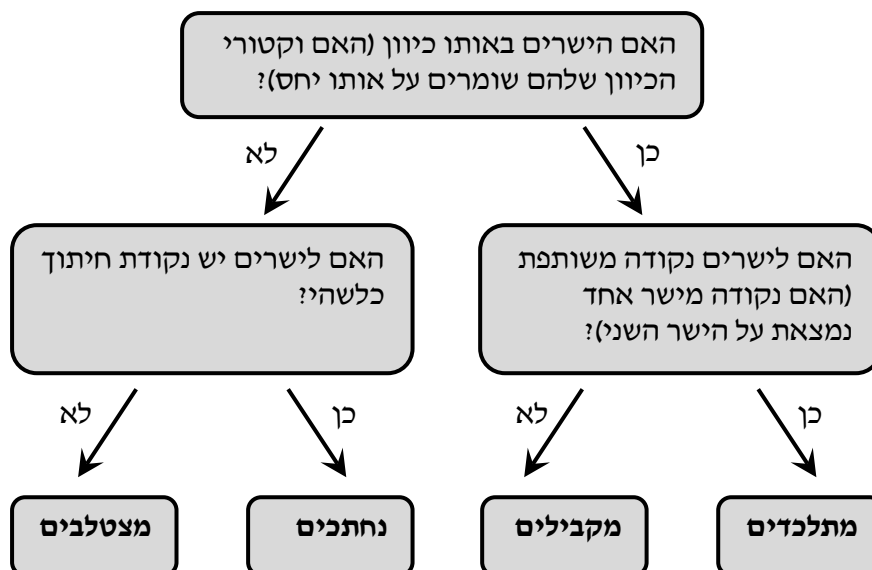 האם הישרים באותו כיוון (האם וקטורי
הכיוון שלהם שומרים על אותו יחס)?
כן
לא
האם לישרים נקודה משותפת
(האם נקודה מישר אחד
נמצאת על הישר השני)?
האם לישרים יש נקודת חיתוך
כלשהי?
כן
לא
כן
לא
מתלכדים
מקבילים
נחתכים
מצטלבים